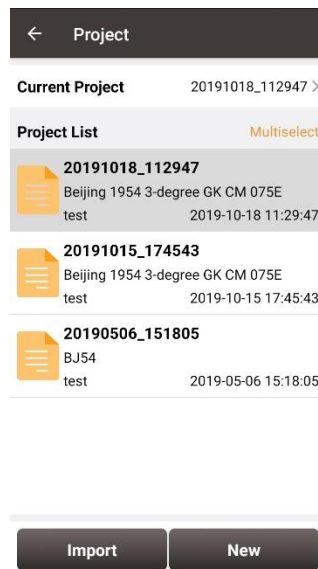 Project
Current Project 20191018_112947
Project List Multiselect
20191018_112947
Beijing 1954 3-degree GK CM 075E
test 2019-10-18 11:29:47
20191015_174543
Beijing 1954 3-degree GK CM 075E
test 2019-10-15 17:45:43
20190506_151805
BJ54
test 2019-05-06 15:18:05
Import New